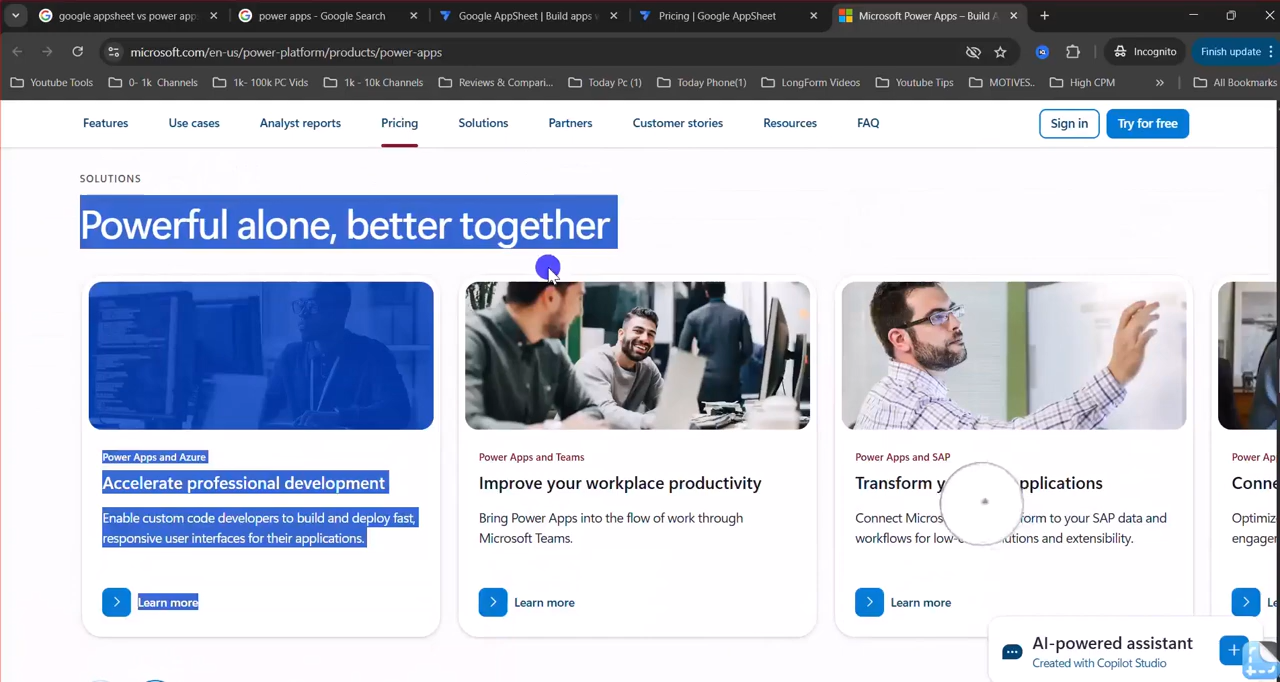 google appsheet vs power app
power apps - Google Search
Google AppSheet | Build apps
Pricing | Google AppSheet
Microsoft Power Apps – Build A
microsoft.com/en-us/power-platform/products/power-apps
Incognito
Finish update
Youtube Tools
0- 1k Channels
1k- 100k PC Vids
1k - 10k Channels
Reviews & Compari...
Today Pc (1)
Today Phone(1)
LongForm Videos
Youtube Tips
MOTIVES..
High CPM
All Bookmarks
Features
Use cases
Analyst reports
Pricing
Solutions
Partners
Customer stories
Resources
FAQ
Sign in
Try for free
SOLUTIONS
Powerful alone, better together
Power Apps and Azure
Accelerate professional development
Enable custom code developers to build and deploy fast,
responsive user interfaces for their applications.
Learn more
Power Apps and Teams
Improve your workplace productivity
Bring Power Apps into the flow of work through
Microsoft Teams.
Learn more
Power Apps and SAP
Transform y pplications
Connect Micros rm to your SAP data and
workflows for low- utions and extensibility.
Learn more
Power Ap
Conne
Optimiz
engagen
Le
AI-powered assistant
Created with Copilot Studio